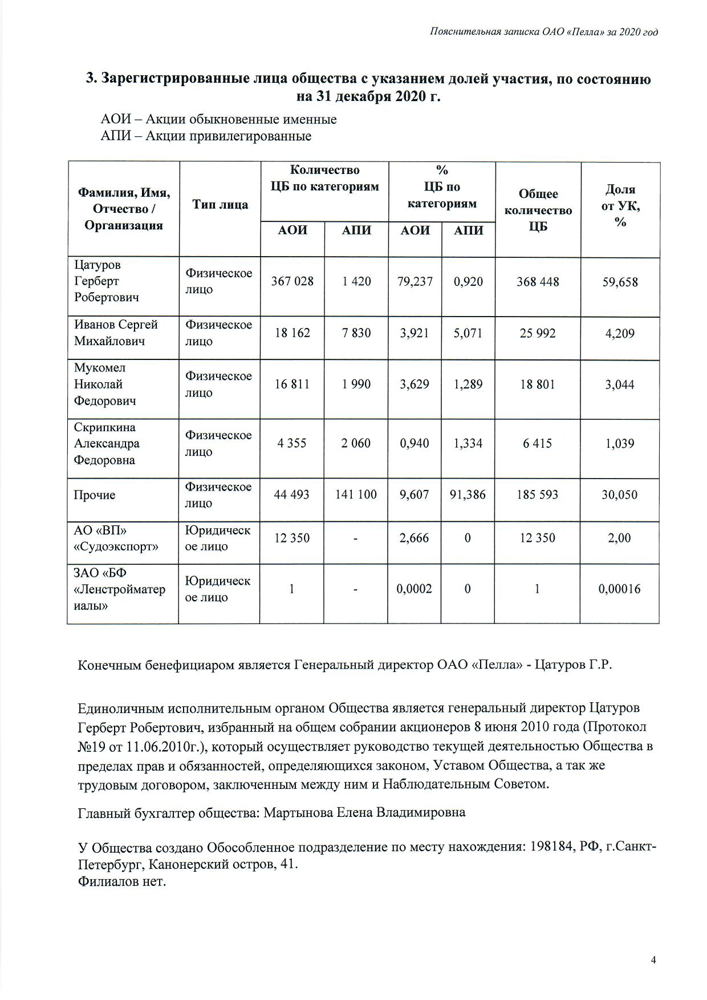 Пояснительная записка ОАО «Пелла» за 2020 год
3. Зарегистрированные лица общества с указанием долей участия, по состоянию
на 31 декабря 2020 г.
АОИ – Акции обыкновенные именные
АПИ – Акции привилегированные
Фамилия, Имя,
Отчество /
Организация
Тип лица
Количество
ЦБ по категориям
%
ЦБ по
категориям
Общее
количество
ЦБ
Доля
от УК,
%
АОИ АПИ АОИ АПИ
Цатуров
Герберт
Робертович
Физическое
лицо
367 028 1 420 79,237 0,920 368 448 59,658
Иванов Сергей
Михайлович
Физическое
лицо
18 162 7 830 3,921 5,071 25 992 4,209
Мукомел
Николай
Федорович
Физическое
лицо
16 811 1 990 3,629 1,289 18 801 3,044
Скрипкина
Александра
Федоровна
Физическое
лицо
4 355 2 060 0,940 1,334 6 415 1,039
Прочие
Физическое
лицо
44 493 141 100 9,607 91,386 185 593 30,050
АО «ВП»
«Судоэкспорт»
Юридическ
ое лицо
12 350 - 2,666 0 12 350 2,00
ЗАО «БФ
«Ленстройматер
иалы»
Юридическ
ое лицо
1 - 0,0002 0 1 0,00016
Конечным бенефициаром является Генеральный директор ОАО «Пелла» - Цатуров Г.Р.
Единоличным исполнительным органом Общества является генеральный директор Цатуров
Герберт Робертович, избранный на общем собрании акционеров 8 июня 2010 года (Протокол
№19 от 11.06.2010г.), который осуществляет руководство текущей деятельностью Общества в
пределах прав и обязанностей, определяющихся законом, Уставом Общества, а так же
трудовым договором, заключенным между ним и Наблюдательным Советом.
Главный бухгалтер общества: Мартынова Елена Владимировна
У Общества создано Обособленное подразделение по месту нахождения: 198184, РФ, г.Санкт-
Петербург, Канонерский остров, 41.
Филиалов нет.
4